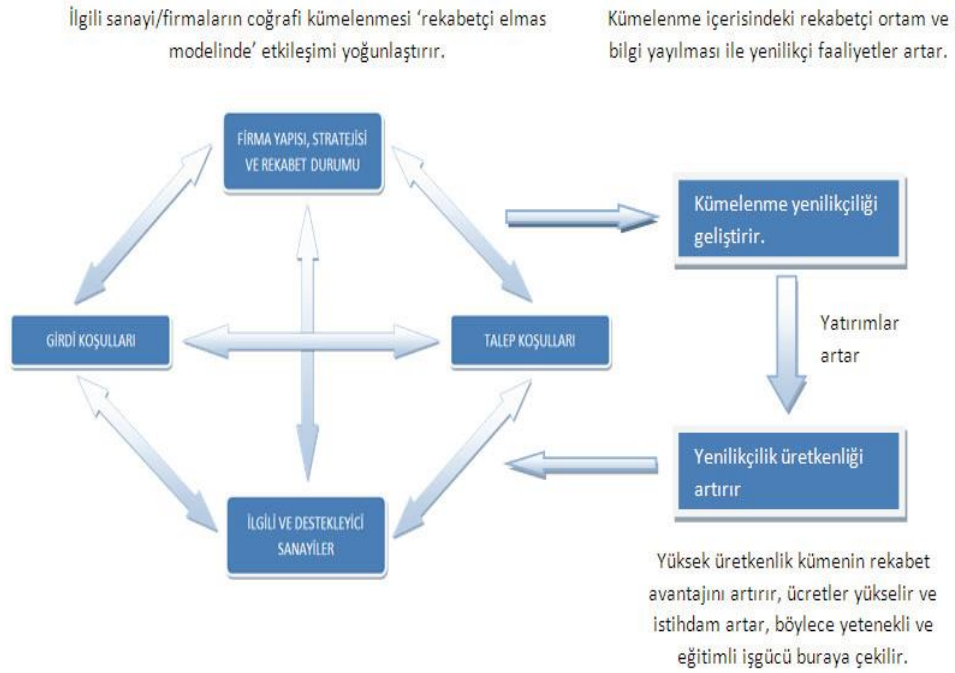 İlgili sanayi/firmaların coğrafi kümelenmesi ‘rekabetçi elmas
modelinde’ etkileşimi yoğunlaştırır.
Kümelenme içerisindeki rekabetçi ortam ve
bilgi yayılması ile yenilikçi faaliyetler artar.
FİRMA YAPISI, STRATEJİSİ
VE REKABET DURUMU
Kümelenme yenilikçiliği
geliştirir.
GİRDİ KOŞULLARI
TALEP KOŞULLARI
Yatırımlar
artar
Yenilikçilik üretkenliği
artırır
İLGİLİ VE DESTEKLEYİCİ
SANAYİLER
Yüksek üretkenlik kümenin rekabet
avantajını artırır, ücretler yükselir ve
istihdam artar, böylece yetenekli ve
eğitimli işgücü buraya çekilir.